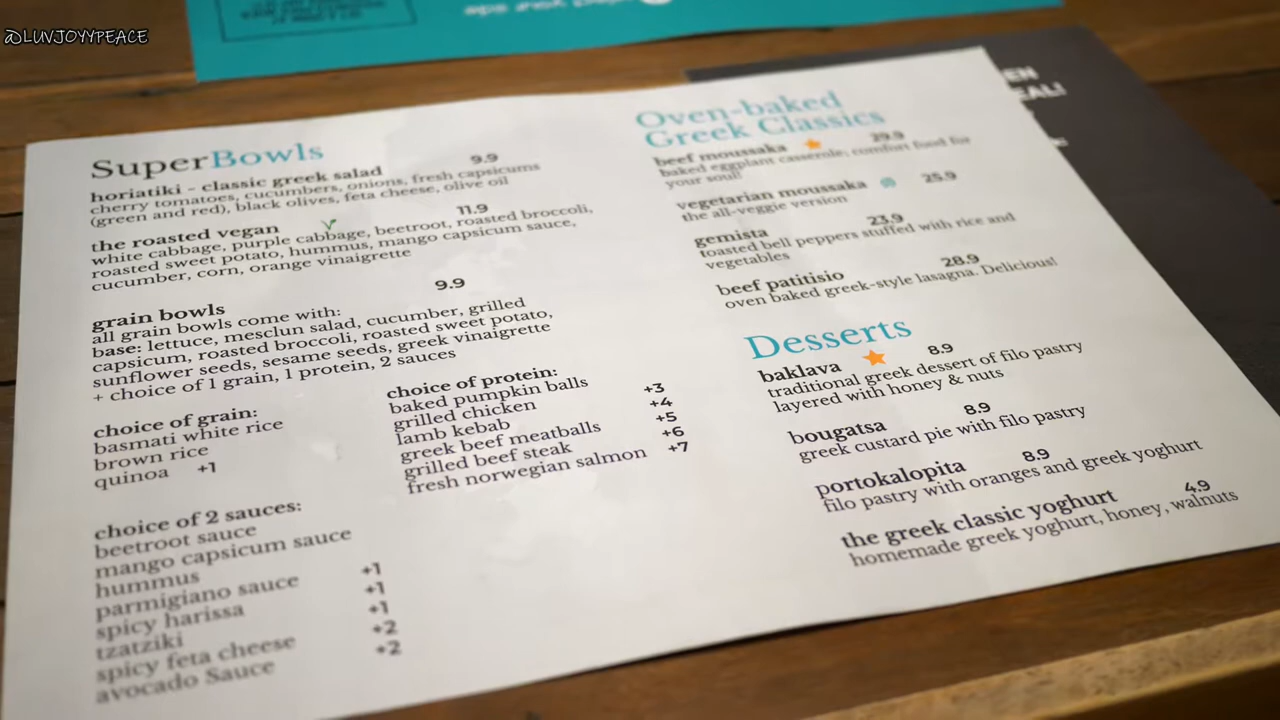 @LUVJOYYPEACE
SuperBowls
horiatiki - classic greek salad 9.9
cherry tomatoes, cucumbers, onions, fresh capsicums
(green and red), black olives, feta cheese, olive oil
the roasted vegan 11.9
white cabbage, purple cabbage, beetroot, roasted broccoli,
roasted sweet potato, hummus, mango capsicum sauce,
cucumber, corn, orange vinaigrette
grain bowls 9.9
all grain bowls come with:
base: lettuce, mesclun salad, cucumber, grilled
capsicum, roasted broccoli, roasted sweet potato,
sunflower seeds, sesame seeds, greek vinaigrette
+ choice of 1 grain, 1 protein, 2 sauces
choice of grain:
basmati white rice
brown rice
quinoa +1
choice of protein:
baked pumpkin balls
grilled chicken +3
lamb kebab +4
greek beef meatballs +5
grilled beef steak +6
fresh norwegian salmon +7
choice of 2 sauces:
beetroot sauce
mango capsicum sauce
hummus
parmigiano sauce +1
spicy harissa +1
tzatziki +1
spicy feta cheese +2
avocado Sauce +2
Oven-baked
Greek Classics
beef moussaka 29.9
baked eggplant casserole; comfort food for
your soul!
vegetarian moussaka 25.9
the all-veggie version
gemista 23.9
toasted bell peppers stuffed with rice and
vegetables
beef patitisio 28.9
oven baked greek-style lasagna. Delicious!
Desserts
baklava 8.9
traditional greek dessert of filo pastry
layered with honey & nuts
bougatsa 8.9
greek custard pie with filo pastry
portokalopita 8.9
filo pastry with oranges and greek yoghurt
the greek classic yoghurt 4.9
homemade greek yoghurt, honey, walnuts